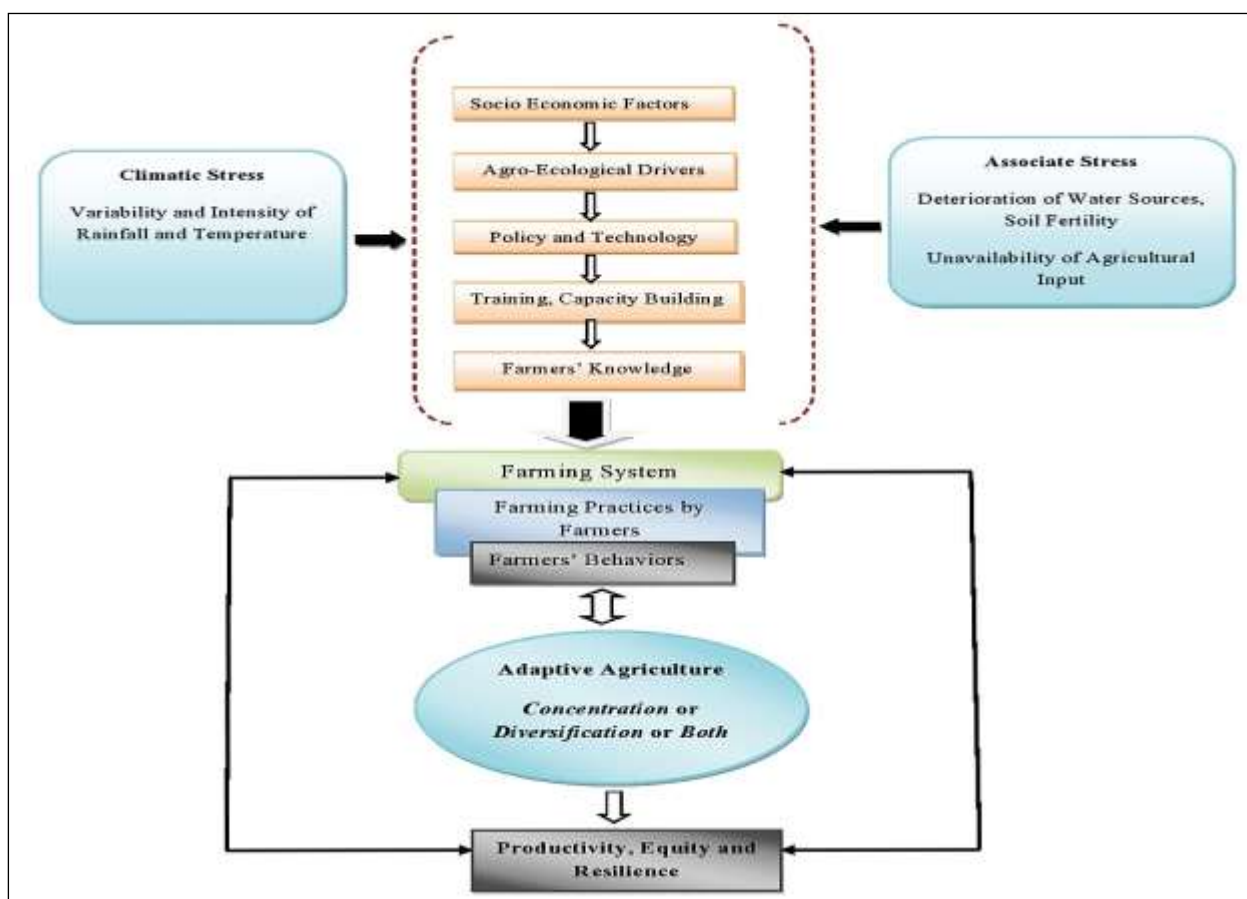 Socio Economic Factors
Agro-Ecological Drivers
Policy and Technology
Training, Capacity Building
Farmers' Knowledge
Climatic Stress
Variability and Intensity of
Rainfall and Temperature
Associate Stress
Deterioration of Water Sources,
Soil Fertility
Unavailability of Agricultural
Input
Farming System
Farming Practices by
Farmers
Farmers' Behaviors
Adaptive Agriculture
Concentration or
Diversification or Both
Productivity, Equity and
Resilience